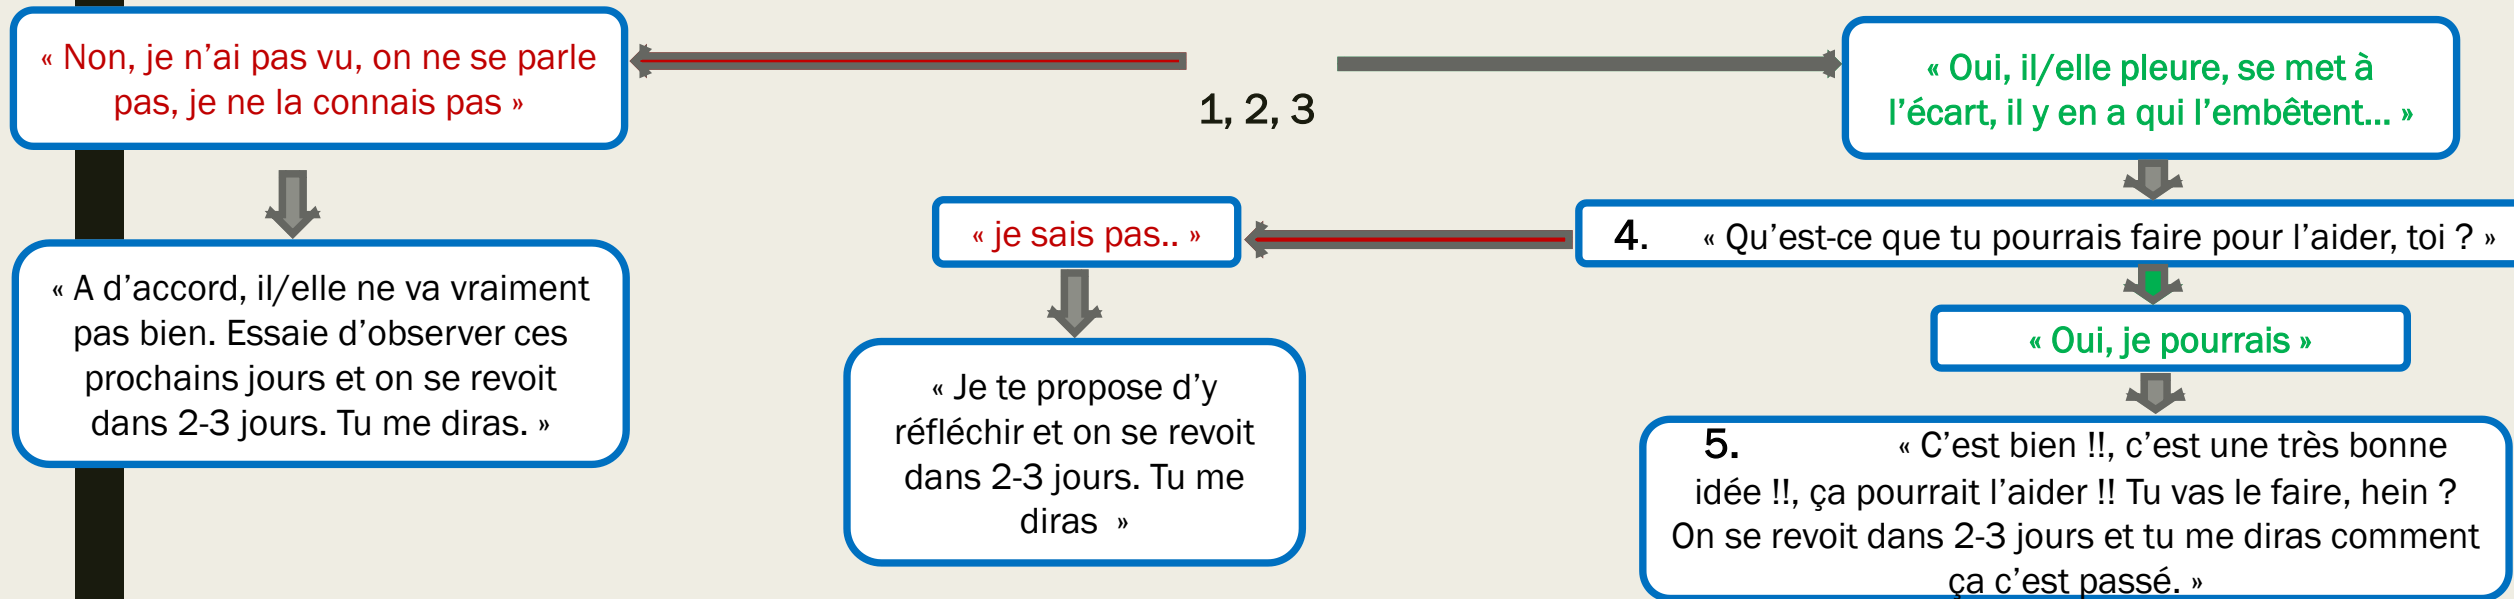 « Non, je n’ai pas vu, on ne se parle
pas, je ne la connais pas »
1, 2, 3
« Oui, il/elle pleure, se met à
l’écart, il y en a qui l’embêtent... »
« je sais pas.. »
4. « Qu’est-ce que tu pourrais faire pour l’aider, toi ? »
« A d’accord, il/elle ne va vraiment
pas bien. Essaie d’observer ces
prochains jours et on se revoit
dans 2-3 jours. Tu me diras. »
« Je te propose d’y
réfléchir et on se revoit
dans 2-3 jours. Tu me
diras »
« Oui, je pourrais »
5. « C’est bien !!, c’est une très bonne
idée !!, ça pourrait l’aider !! Tu vas le faire, hein ?
On se revoit dans 2-3 jours et tu me diras comment
ça c’est passé. »